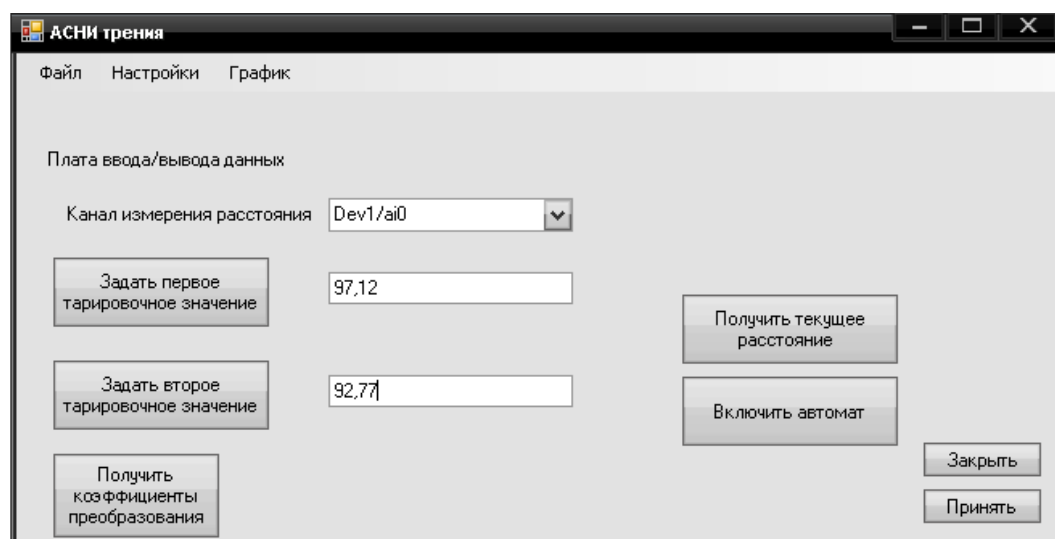 АСНИ трения
Файл Настройки График
Плата ввода/вывода данных
Канал измерения расстояния Dev1/ai0
Задать первое
тарировочное значение
97,12
Получить текущее
расстояние
Задать второе
тарировочное значение
92,77
Включить автомат
Получить
коэффициенты
преобразования
Закрыть
Принять